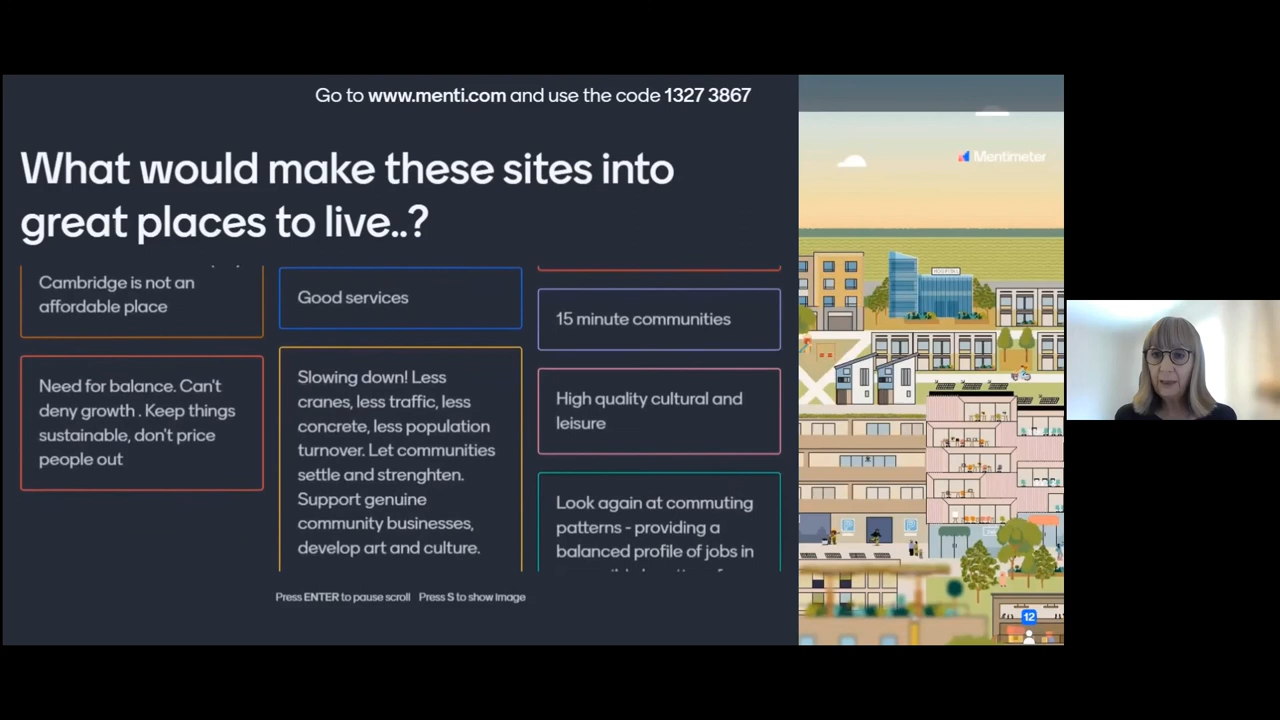 Go to www.menti.com and use the code 1327 3867
Mentimeter
What would make these sites into
great places to live..?
Cambridge is not an
affordable place
Need for balance. Can't
deny growth . Keep things
sustainable, don't price
people out
Good services
Slowing down! Less
cranes, less traffic, less
concrete, less population
turnover. Let communities
settle and strenghten.
Support genuine
community businesses,
develop art and culture.
15 minute communities
High quality cultural and
leisure
Look again at commuting
patterns - providing a
balanced profile of jobs in
Press ENTER to pause scroll Press S to show image
HOSPITAL
12